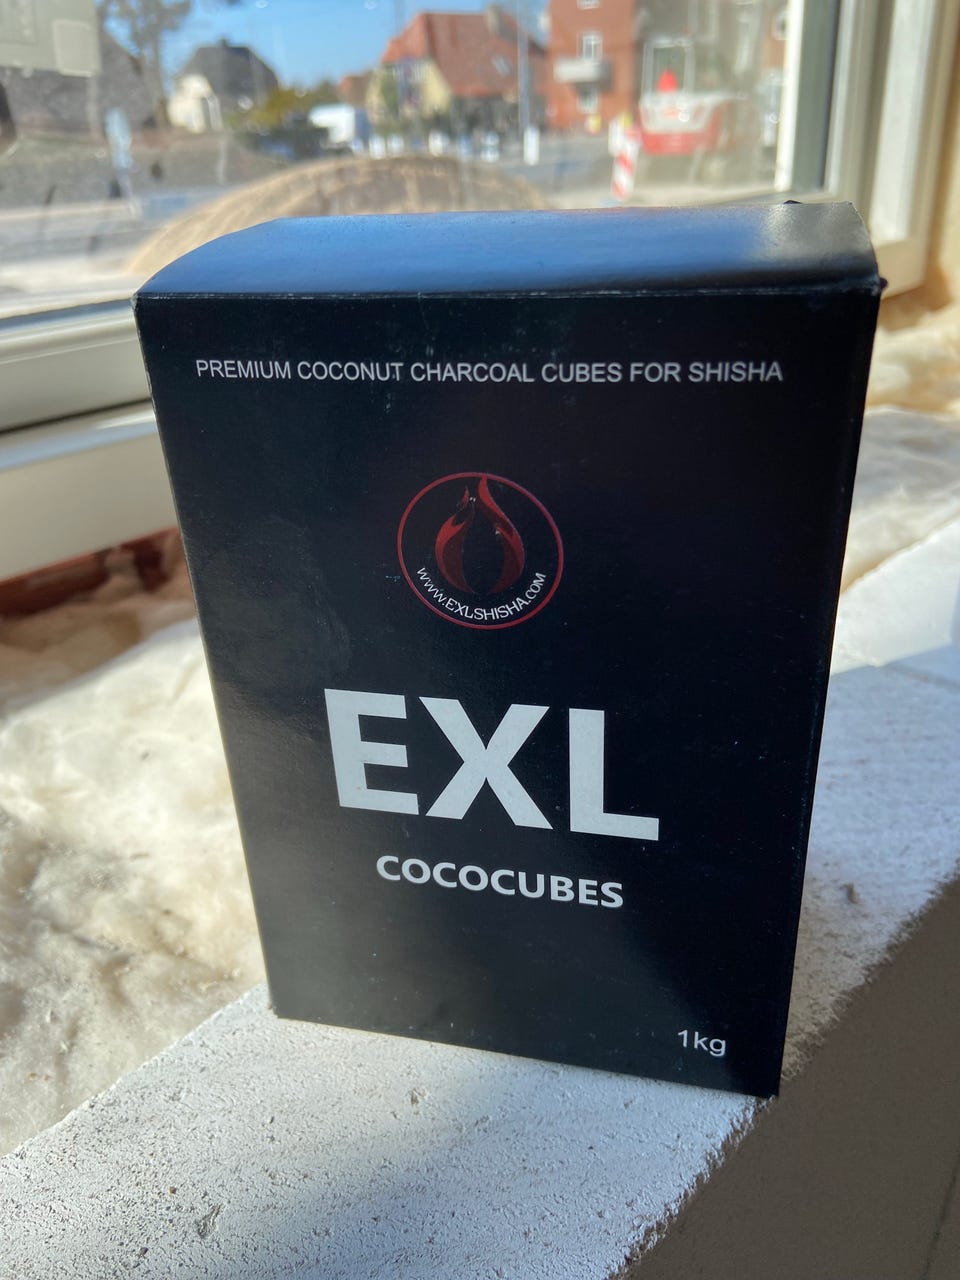 PREMIUM COCONUT CHARCOAL CUBES FOR SHISHA
WWW.EXLSHISHA.COM
EXL
COCOCUBES
1kg